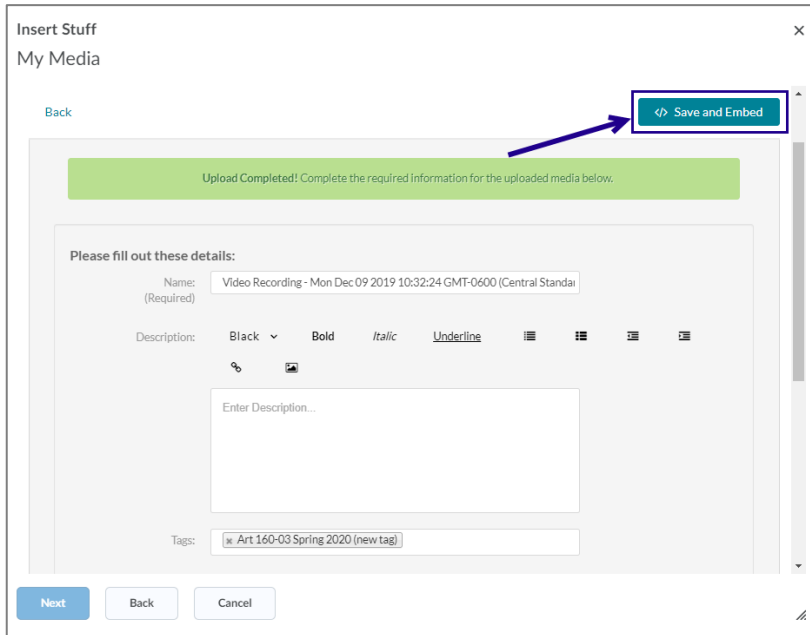 Insert Stuff
My Media
Back
</> Save and Embed
Upload Completed! Complete the required information for the uploaded media below.
Please fill out these details:
Name:
(Required)
Video Recording - Mon Dec 09 2019 10:32:24 GMT-0600 (Central Standar
Description:
Black Bold Italic Underline
Enter Description...
Tags:
Art 160-03 Spring 2020 (new tag)
Next Back Cancel